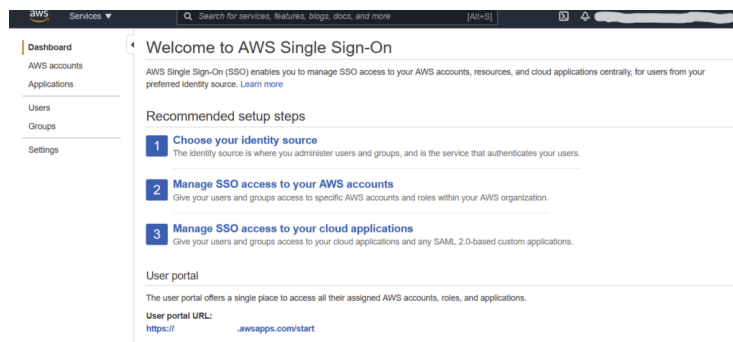 aws Services ▼ Search for services, features, blogs, docs, and more [Alt+S]
Dashboard
AWS accounts
Applications
Users
Groups
Settings
Welcome to AWS Single Sign-On
AWS Single Sign-On (SSO) enables you to manage SSO access to your AWS accounts, resources, and cloud applications centrally, for users from your
preferred identity source. Learn more
Recommended setup steps
1 Choose your identity source
The identity source is where you administer users and groups, and is the service that authenticates your users.
2 Manage SSO access to your AWS accounts
Give your users and groups access to specific AWS accounts and roles within your AWS organization.
3 Manage SSO access to your cloud applications
Give your users and groups access to your cloud applications and any SAML 2.0-based custom applications.
User portal
The user portal offers a single place to access all their assigned AWS accounts, roles, and applications.
User portal URL:
https:// .awsapps.com/start